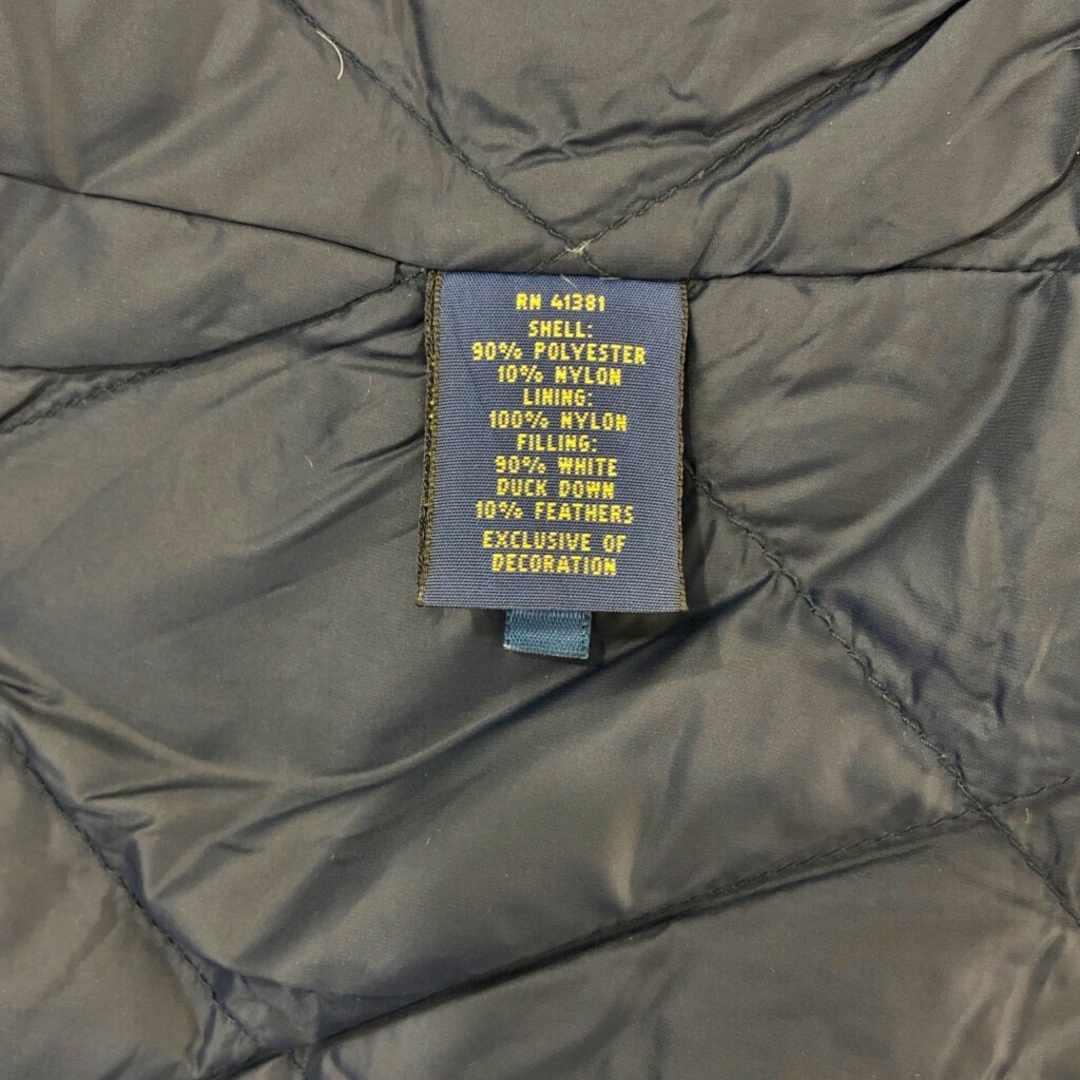 RN 41381
SHELL:
90% POLYESTER
10% NYLON
LINING:
100% NYLON
FILLING:
90% WHITE
DUCK DOWN
10% FEATHERS
EXCLUSIVE OF
DECORATION